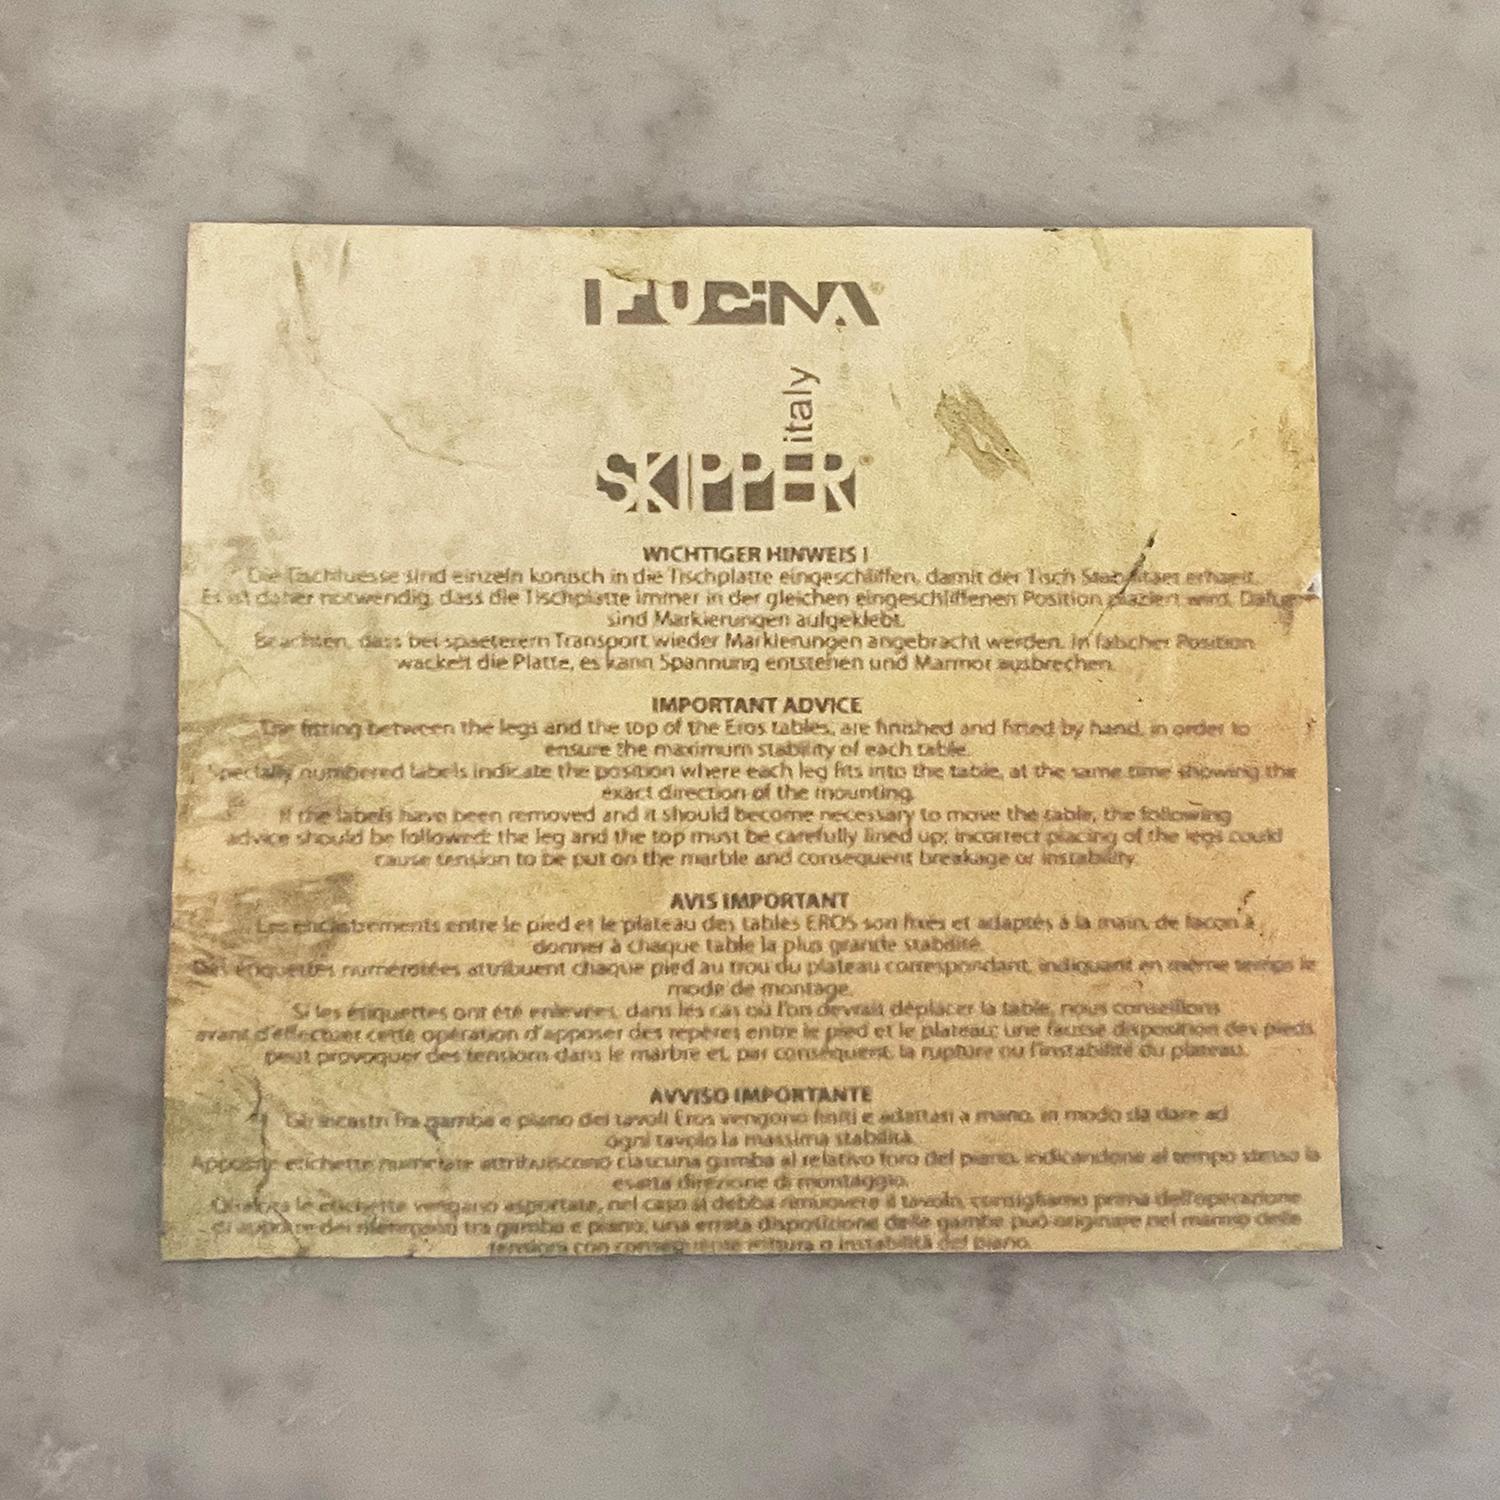 FUCINA
italy
SKIPPER
WICHTIGER HINWEIS !
Die Tischfuesse sind einzeln konisch in die Tischplatte eingeschliffen, damit der Tisch Stabilitaet erhaelt.
Es ist daher notwendig, dass die Tischplatte immer in der gleichen eingeschliffenen Position plaziert wird. Dafuer
sind Markierungen aufgeklebt.
Beachten, dass bei spaeterem Transport wieder Markierungen angebracht werden. In falscher Position
wackelt die Platte, es kann Spannung entstehen und Marmor ausbrechen.
IMPORTANT ADVICE
The fitting between the legs and the top of the Eros tables, are finished and fitted by hand, in order to
ensure the maximum stability of each table.
Specially numbered labels indicate the position where each leg fits into the table, at the same time showing the
exact direction of the mounting.
If the labels have been removed and it should become necessary to move the table, the following
advice should be followed: the leg and the top must be carefully lined up; incorrect placing of the legs could
cause tension to be put on the marble and consequent breakage or instability.
AVIS IMPORTANT
Les encastrements entre le pied et le plateau des tables EROS son fixés et adaptés à la main, de façon à
donner à chaque table la plus grande stabilité.
Des étiquettes numérotées attribuent chaque pied au trou du plateau correspondant, indiquant en même temps le
mode de montage.
Si les étiquettes ont été enlevées, dans les cas où l'on devrait déplacer la table, nous conseillons
avant d'effectuer cette opération d'apposer des repères entre le pied et le plateau; une fausse disposition des pieds
peut provoquer des tensions dans le marbre et, par conséquent, la rupture ou l'instabilité du plateau.
AVVISO IMPORTANTE
Gli incastri fra gamba e piano dei tavoli Eros vengono finiti e adattati a mano, in modo da dare ad
ogni tavolo la massima stabilità.
Apposite etichette numerate attribuiscono ciascuna gamba al relativo foro del piano, indicandone al tempo stesso la
esatta direzione di montaggio.
Qualora le etichette vengano asportate, nel caso si debba rimuovere il tavolo, consigliamo prima dell'operazione
di apporre dei riferimenti tra gamba e piano; una errata disposizione delle gambe può originare nel marmo delle
tensioni con conseguente rottura o instabilità del piano.